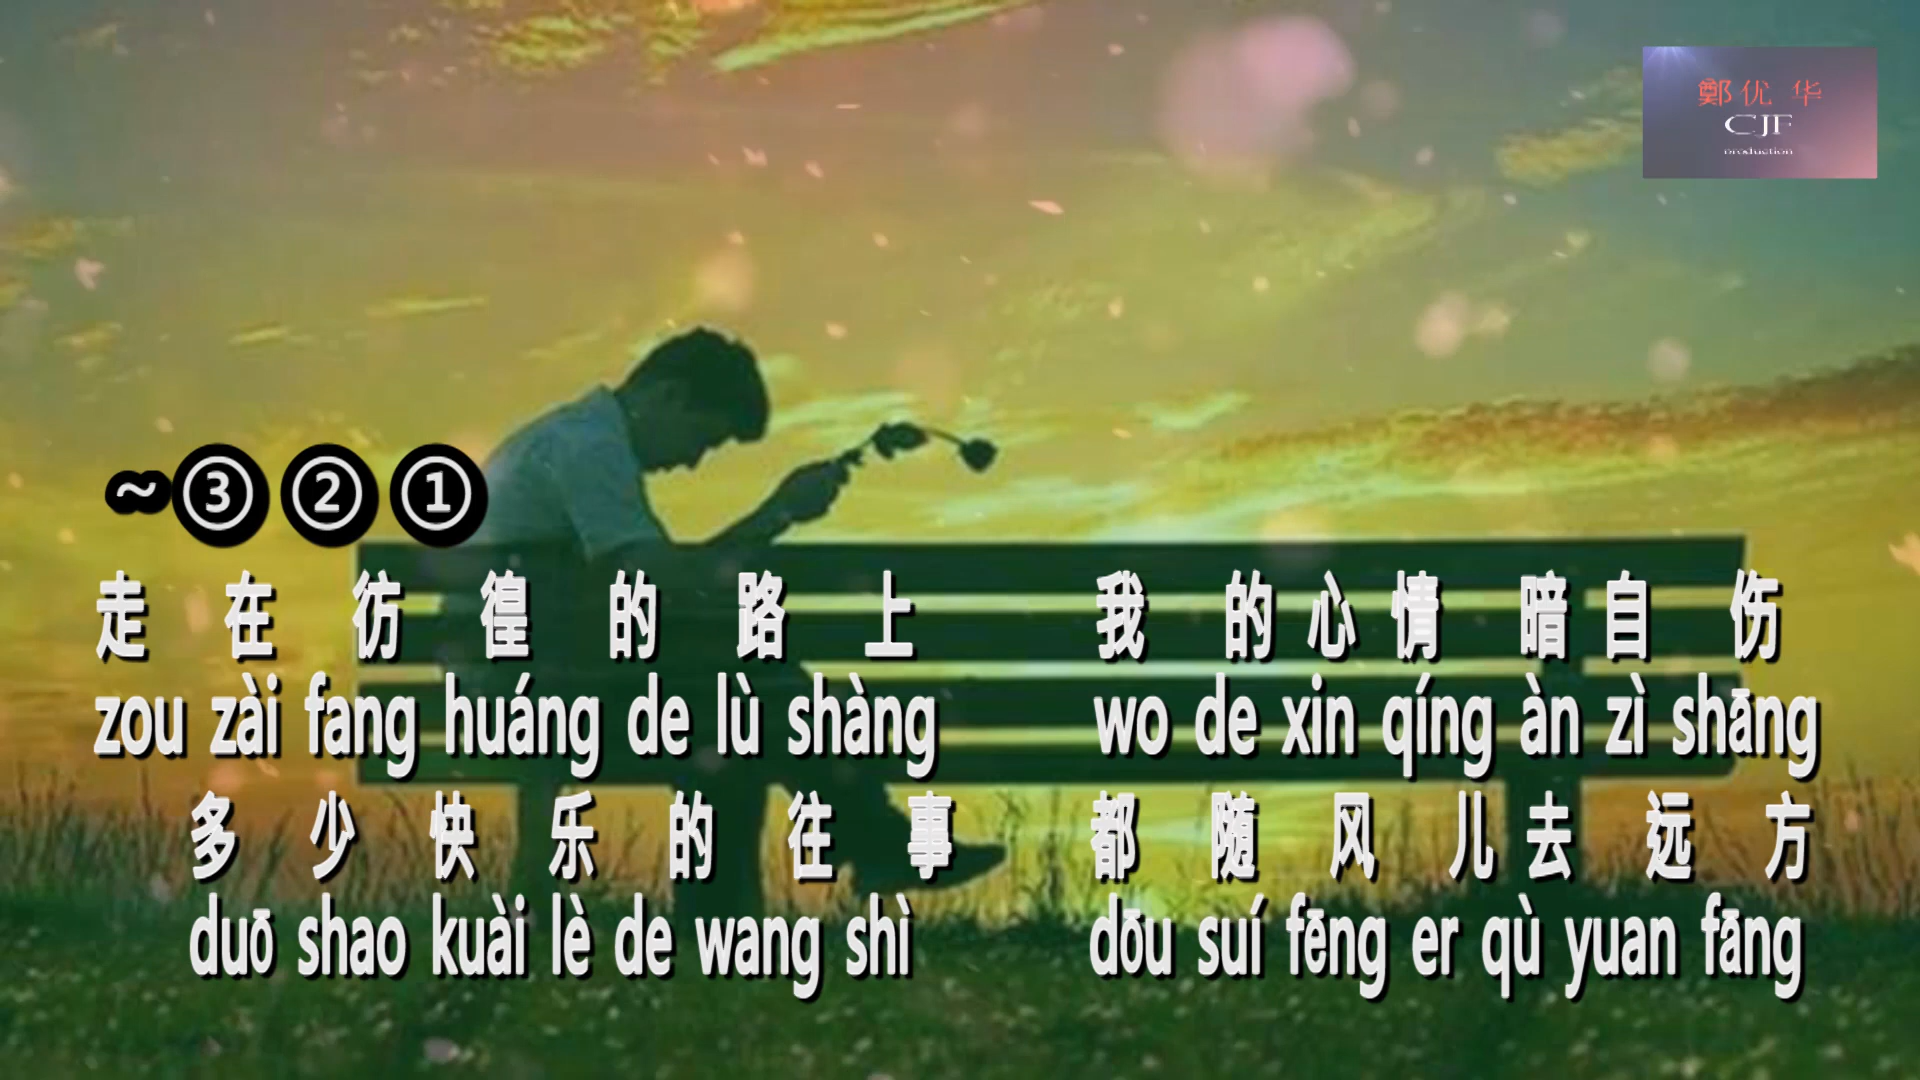 鄭优 华
CJF
production
~③②①
走 在 彷 徨 的 路 上 我 的 心 情 暗 自 伤
zou zài fang huáng de lù shàng wo de xin qíng àn zì shāng
多 少 快 乐 的 往 事 都 随 风 儿 去 远 方
duō shao kuài lè de wang shì dōu suí fēng er qù yuan fāng